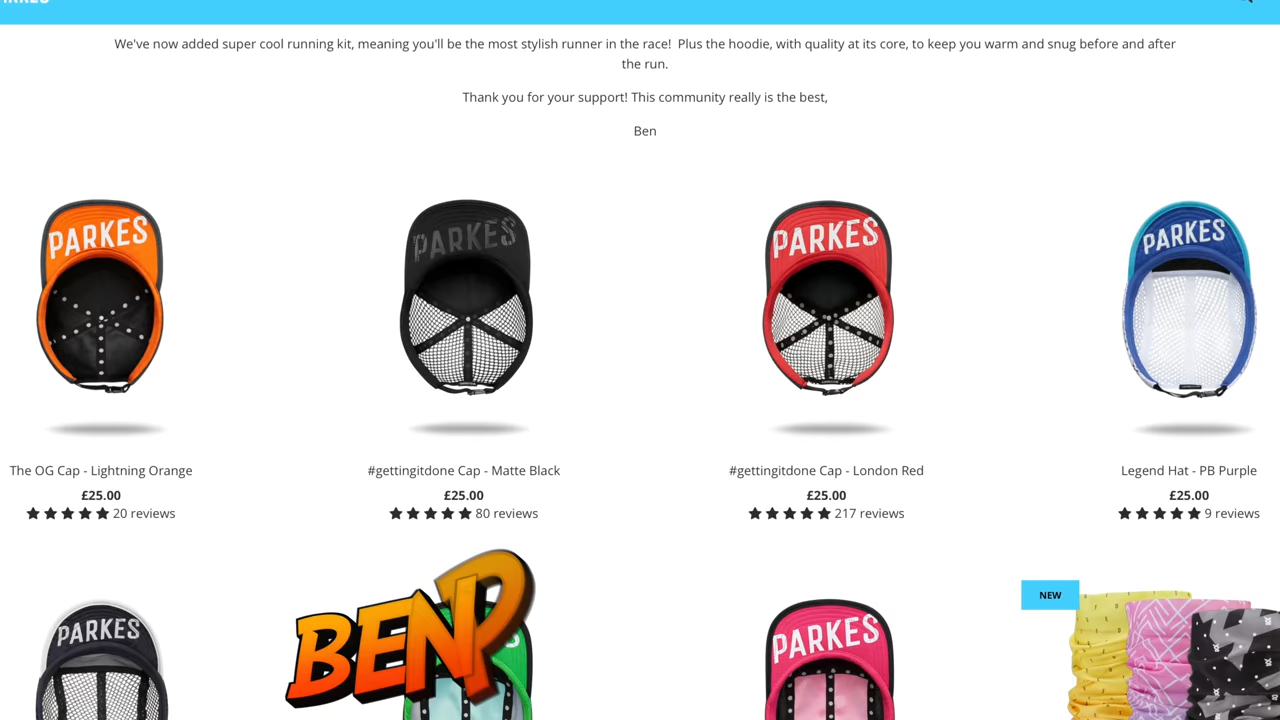 We've now added super cool running kit, meaning you'll be the most stylish runner in the race!  Plus the hoodie, with quality at its core, to keep you warm and snug before and after
the run.
Thank you for your support! This community really is the best,
Ben
PARKES
PARKES
PARKES
PARKES
The OG Cap - Lightning Orange
£25.00
20 reviews
#gettingitdone Cap - Matte Black
£25.00
80 reviews
#gettingitdone Cap - London Red
£25.00
217 reviews
Legend Hat - PB Purple
£25.00
9 reviews
PARKES
BEN P
PARKES
NEW